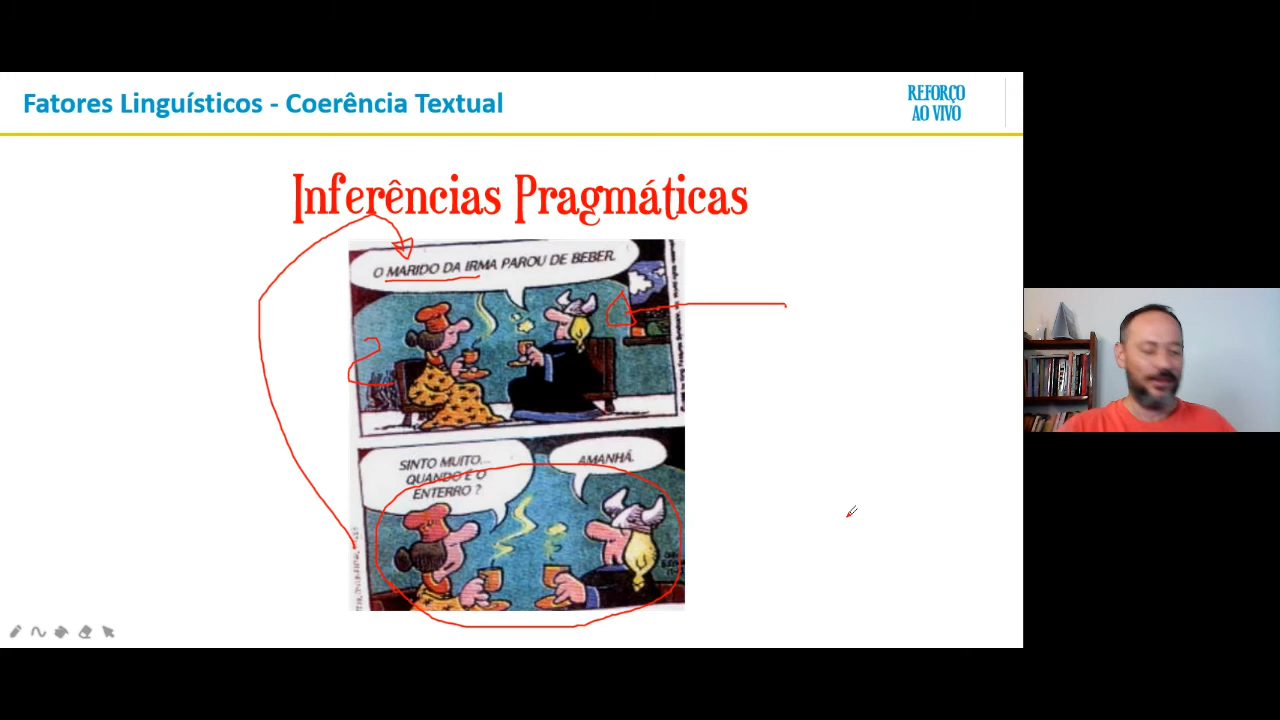 Fatores Linguísticos - Coerência Textual
REFORÇO
AO VIVO
Inferências Pragmáticas
O MARIDO DA IRMA PAROU DE BEBER.
SINTO MUITO...
QUANDO É O
ENTERRO ?
AMANHÃ.